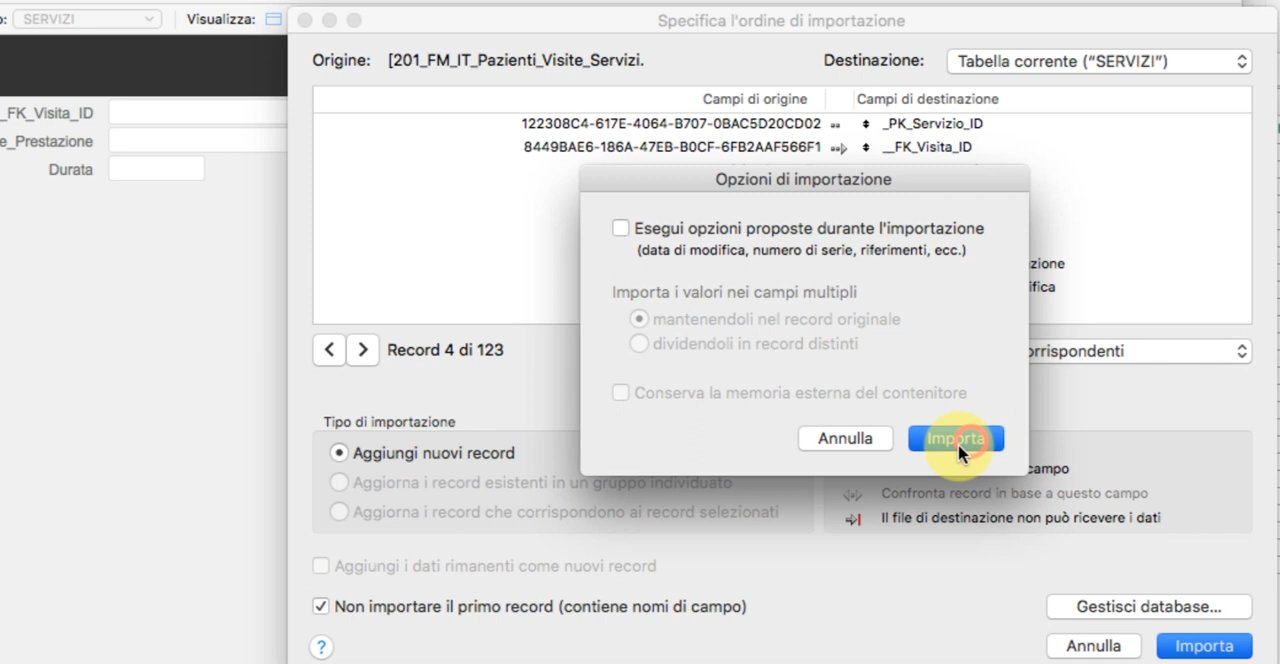 o: SERVIZI Visualizza:
Specifica l'ordine di importazione
Origine: [201_FM_IT_Pazienti_Visite_Servizi. Destinazione: Tabella corrente ("SERVIZI")
Campi di origine Campi di destinazione
122308C4-617E-4064-B707-0BAC5D20CD02 _PK_Servizio_ID
8449BAE6-186A-47EB-B0CF-6FB2AAF566F1 __FK_Visita_ID
_FK_Visita_ID
e_Prestazione
Durata
Opzioni di importazione
Esegui opzioni proposte durante l'importazione
(data di modifica, numero di serie, riferimenti, ecc.)
Importa i valori nei campi multipli
mantenendoli nel record originale
dividendoli in record distinti
Conserva la memoria esterna del contenitore
Annulla Importa
zione
ifica
Record 4 di 123
orrispondenti
Tipo di importazione
Aggiungi nuovi record
Aggiorna i record esistenti in un gruppo individuato
Aggiorna i record che corrispondono ai record selezionati
campo
Confronta record in base a questo campo
Il file di destinazione non può ricevere i dati
Aggiungi i dati rimanenti come nuovi record
Non importare il primo record (contiene nomi di campo)
Gestisci database...
? Annulla Importa